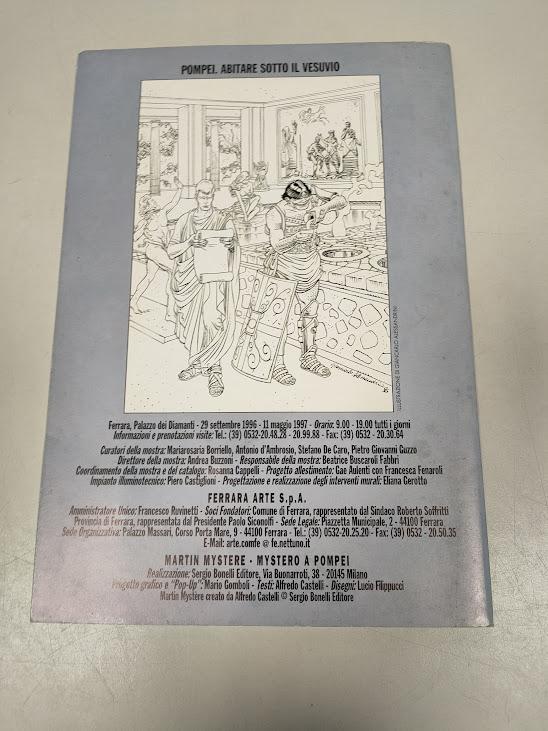 POMPEI. ABITARE SOTTO IL VESUVIO
ILLUSTRAZIONE DI GIANCARLO ALESSANDRINI
Ferrara, Palazzo dei Diamanti - 29 settembre 1996 - 11 maggio 1997 - Orario: 9.00 - 19.00 tutti i giorni
Informazioni e prenotazioni visite: Tel.: (39) 0532-20.48.28 - 20.99.88 - Fax: (39) 0532 - 20.30.64
Curatori della mostra: Mariarosaria Borriello, Antonio d'Ambrosio, Stefano De Caro, Pietro Giovanni Guzzo
Direttore della mostra: Andrea Buzzoni - Responsabile della mostra: Beatrice Buscaroli Fabbri
Coordinamento della mostra e del catalogo: Rosanna Cappelli - Progetto allestimento: Gae Aulenti con Francesca Fenaroli
Impianto illuminotecnico: Piero Castiglioni - Progettazione e realizzazione degli interventi murali: Eliana Gerotto
FERRARA ARTE S.p.A.
Amministratore Unico: Francesco Ruvinetti - Soci Fondatori: Comune di Ferrara, rappresentato dal Sindaco Roberto Soffritti
Provincia di Ferrara, rappresentata dal Presidente Paolo Siconolfi - Sede Legale: Piazzetta Municipale, 2 - 44100 Ferrara
Sede Organizzativa: Palazzo Massari, Corso Porta Mare, 9 - 44100 Ferrara - Tel.: (39) 0532-20.25.20 - Fax: (39) 0532 - 20.50.35
E-Mail: arte.comfe @ fe.nettuno.it
MARTIN MYSTERE - MYSTERO A POMPEI
Realizzazione: Sergio Bonelli Editore, Via Buonarroti, 38 - 20145 Milano
Progetto grafico e "Pop-Up": Mario Gomboli - Testi: Alfredo Castelli - Disegni: Lucio Filippucci
Martin Mystère creato da Alfredo Castelli © Sergio Bonelli Editore